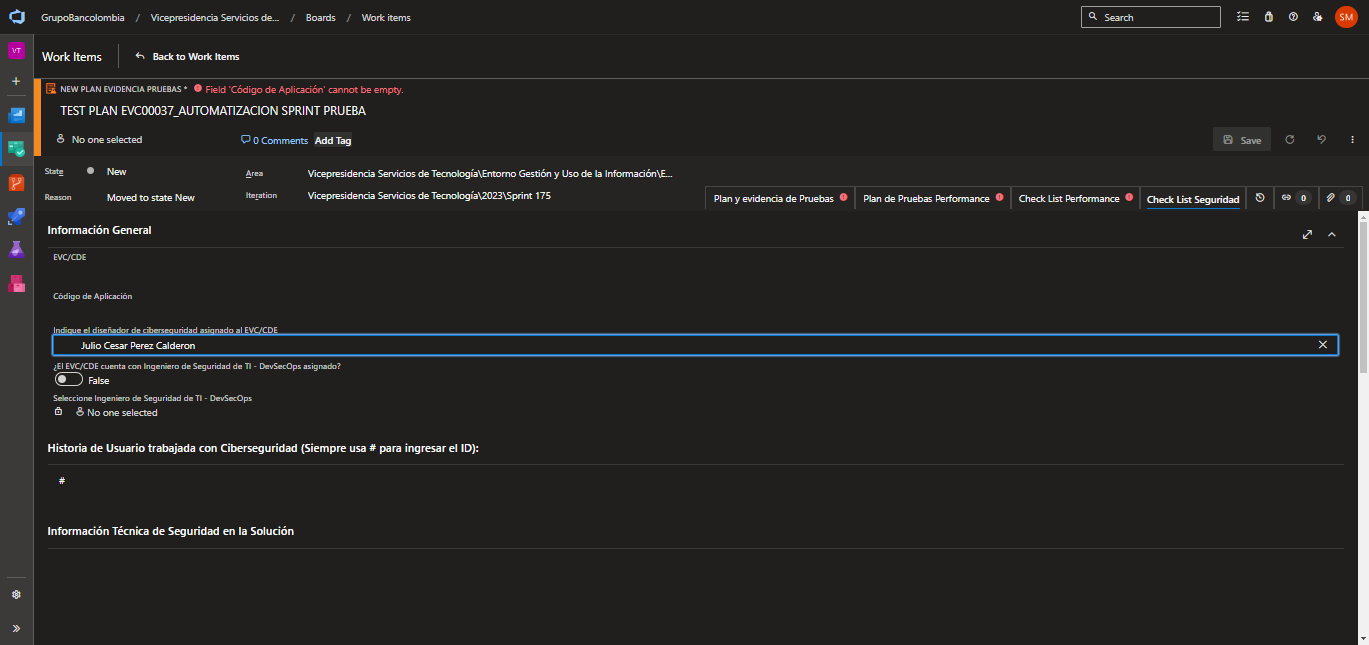 GrupoBancolombia / Vicepresidencia Servicios de... / Boards / Work items
Search
SM
VT
Work Items
Back to Work Items
NEW PLAN EVIDENCIA PRUEBAS * Field 'Código de Aplicación' cannot be empty.
TEST PLAN EVC00037_AUTOMATIZACION SPRINT PRUEBA
No one selected
0 Comments
Add Tag
Save
State
New
Area
Vicepresidencia Servicios de Tecnología\Entorno Gestión y Uso de la Información\E...
Reason
Moved to state New
Iteration
Vicepresidencia Servicios de Tecnología\2023\Sprint 175
Plan y evidencia de Pruebas
Plan de Pruebas Performance
Check List Performance
Check List Seguridad
0
0
Información General
EVC/CDE
Código de Aplicación
Indique el diseñador de ciberseguridad asignado al EVC/CDE
Julio Cesar Perez Calderon
¿El EVC/CDE cuenta con Ingeniero de Seguridad de TI - DevSecOps asignado?
False
Seleccione Ingeniero de Seguridad de TI - DevSecOps
No one selected
Historia de Usuario trabajada con Ciberseguridad (Siempre usa # para ingresar el ID):
#
Información Técnica de Seguridad en la Solución